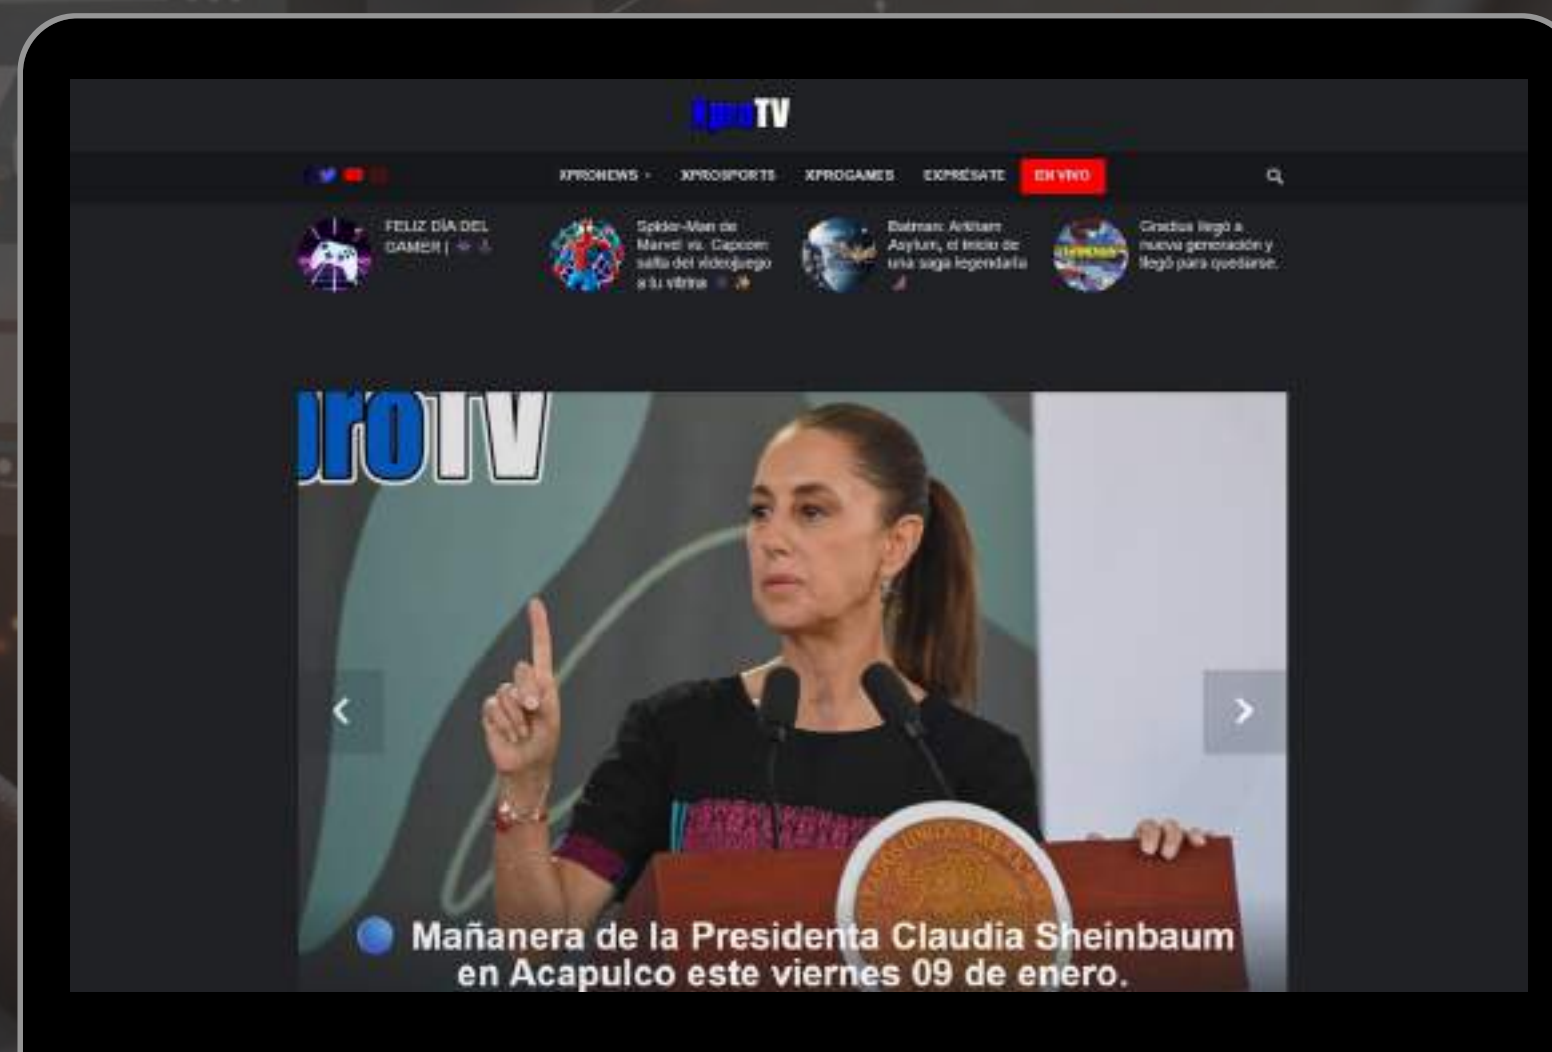 XproTV
XPRONEWS
XPROSPORTS
XPROGAMES
EXPRÉSATE
EN VIVO
FELIZ DÍA DEL
GAMER |
Spider-Man de
Marvel vs. Capcom:
salta del videojuego
a tu vitrina
Batman: Arkham
Asylum, el inicio de
una saga legendaria
Gradius llegó a
nueva generación y
llegó para quedarse.
proTV
Mañanera de la Presidenta Claudia Sheinbaum
en Acapulco este viernes 09 de enero.